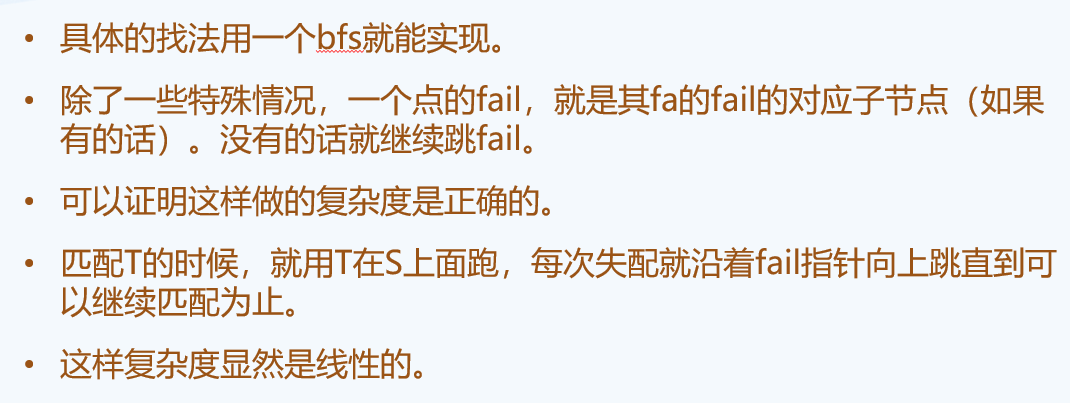 • 具体的找法用一个bfs就能实现。
• 除了一些特殊情况，一个点的fail，就是其fa的fail的对应子节点（如果
有的话）。没有的话就继续跳fail。
• 可以证明这样做的复杂度是正确的。
• 匹配T的时候，就用T在S上面跑，每次失配就沿着fail指针向上跳直到可
以继续匹配为止。
• 这样复杂度显然是线性的。